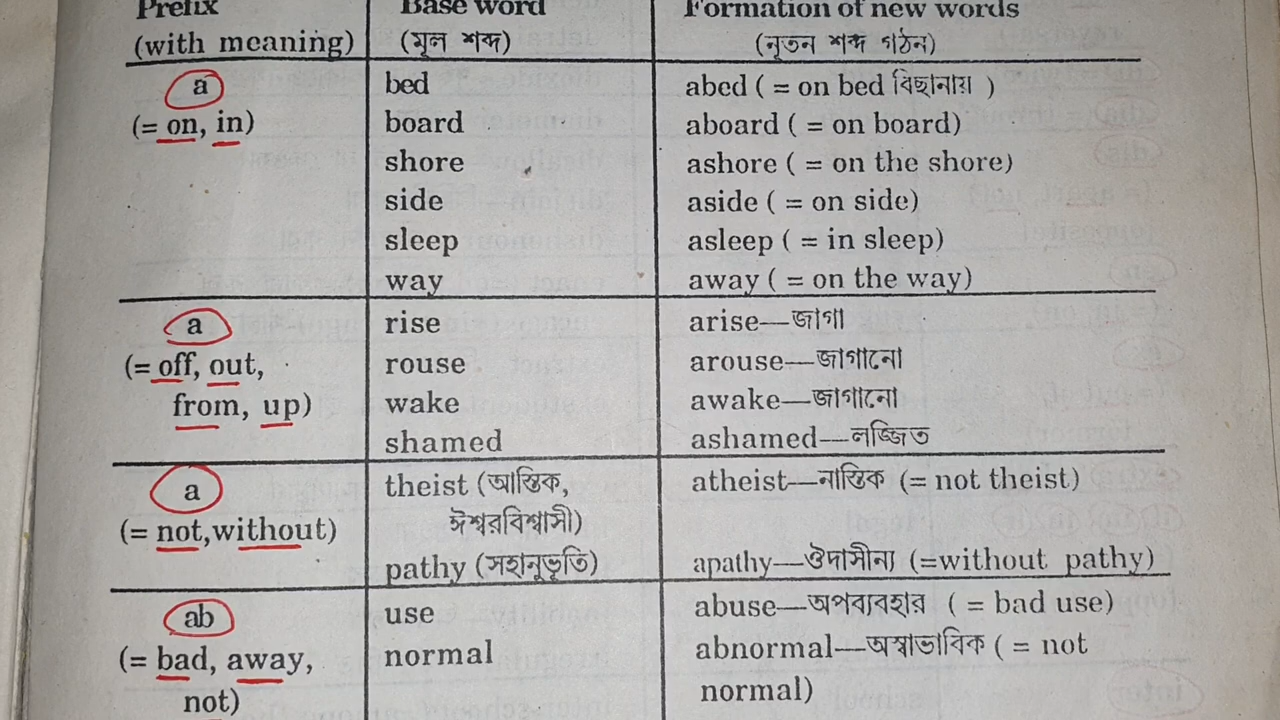 Prefix Base word Formation of new words
(with meaning) (মূল শব্দ) (নূতন শব্দ গঠন)
a bed abed ( = on bed বিছানায় )
(= on, in) board aboard ( = on board)
shore ashore ( = on the shore)
side aside ( = on side)
sleep asleep ( = in sleep)
way away ( = on the way)
a rise arise—জাগা
(= off, out, rouse arouse—জাগানো
from, up) wake awake—জাগানো
shamed ashamed—লজ্জিত
a theist (আস্তিক, atheist—নাস্তিক (= not theist)
(= not,without) ঈশ্বরবিশ্বাসী)
pathy (সহানুভূতি) apathy—ঔদাসীন্য (=without pathy)
ab use abuse—অপব্যবহার ( = bad use)
(= bad, away, normal abnormal—অস্বাভাবিক ( = not
not) normal)